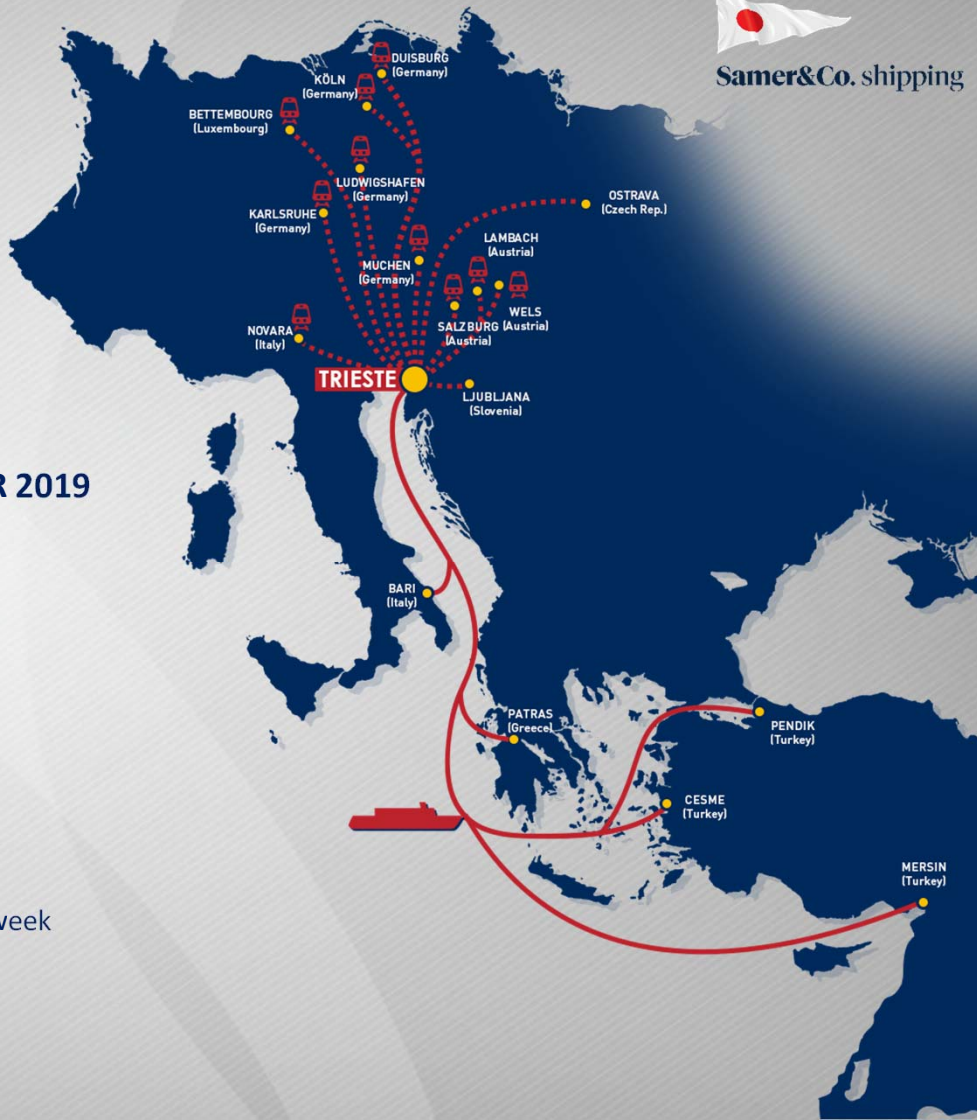 Samer&Co. shipping
DUISBURG
(Germany)
KÖLN
(Germany)
BETTEMBOURG
(Luxembourg)
LUDWIGSHAFEN
(Germany)
KARLSRUHE
(Germany)
OSTRAVA
(Czech Rep.)
LAMBACH
(Austria)
MUCHEN
(Germany)
WELS
(Austria)
SALZBURG
(Austria)
NOVARA
(Italy)
TRIESTE
LJUBLJANA
(Slovenia)
R 2019
BARI
(Italy)
PATRAS
(Greece)
PENDIK
(Turkey)
CESME
(Turkey)
MERSIN
(Turkey)
week